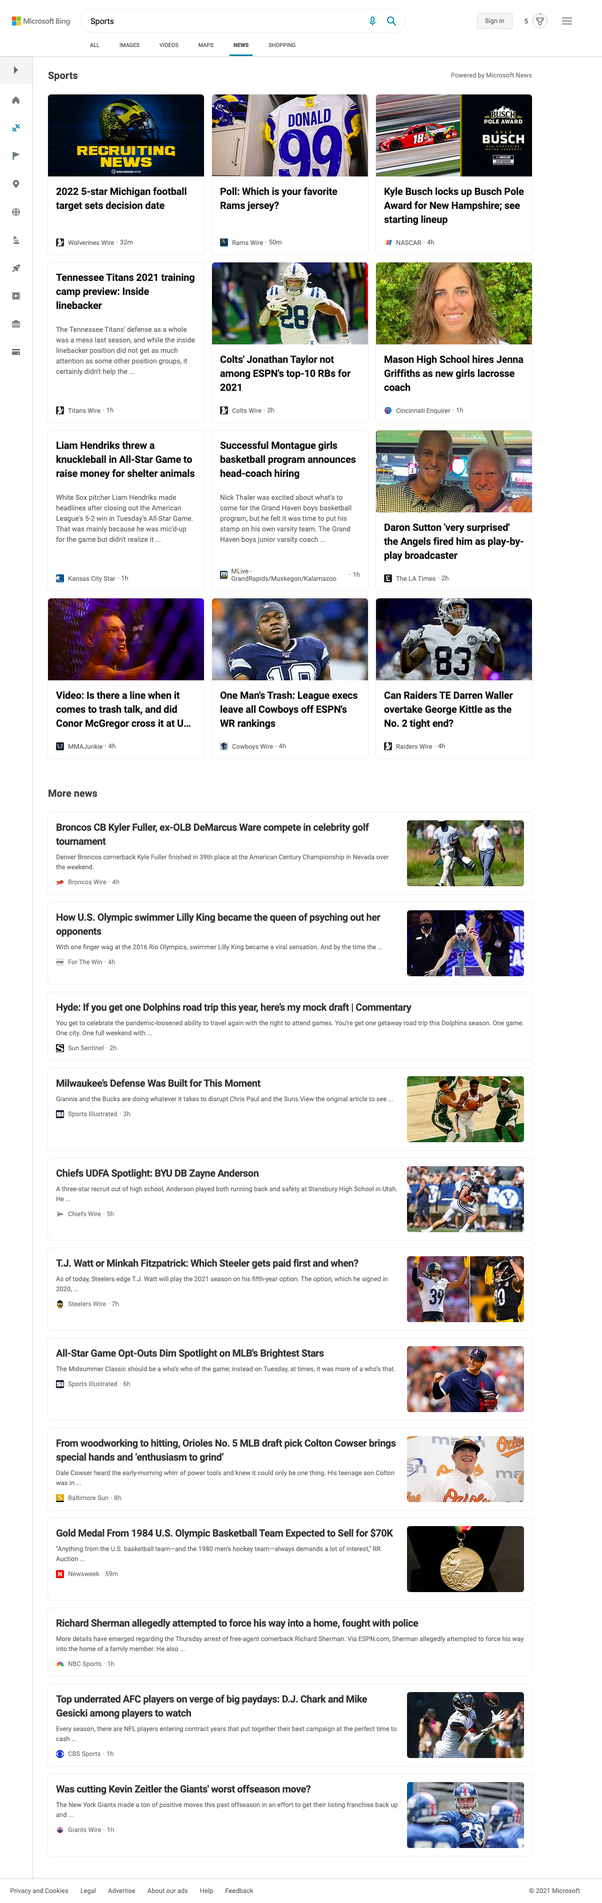 Microsoft Bing
Sports
Sign in
5
ALL IMAGES VIDEOS MAPS NEWS SHOPPING
Sports
Powered by Microsoft News
RECRUITING
NEWS
2022 5-star Michigan football
target sets decision date
Wolverines Wire · 32m
DONALD
99
Poll: Which is your favorite
Rams jersey?
Rams Wire · 50m
18
BUSCH
POLE AWARD
KYLE
BUSCH
Kyle Busch locks up Busch Pole
Award for New Hampshire; see
starting lineup
NASCAR · 4h
Tennessee Titans 2021 training
camp preview: Inside
linebacker
The Tennessee Titans' defense as a whole
was a mess last season, and while the inside
linebacker position did not get as much
attention as some other position groups, it
certainly didn't help the ...
Titans Wire · 1h
28
Colts' Jonathan Taylor not
among ESPN's top-10 RBs for
2021
Colts Wire · 2h
Mason High School hires Jenna
Griffiths as new girls lacrosse
coach
Cincinnati Enquirer · 1h
Liam Hendriks threw a
knuckleball in All-Star Game to
raise money for shelter animals
White Sox pitcher Liam Hendriks made
headlines after closing out the American
League's 5-2 win in Tuesday's All-Star Game.
That was mainly because he was mic'd-up
for the game but didn't realize it ...
Kansas City Star · 1h
Successful Montague girls
basketball program announces
head-coach hiring
Nick Thaler was excited about what's to
come for the Grand Haven boys basketball
program, but he felt it was time to put his
stamp on his own varsity team. The Grand
Haven boys junior varsity coach ...
MLive -
GrandRapids/Muskegon/Kalamazoo · 1h
Daron Sutton 'very surprised'
the Angels fired him as play-by-
play broadcaster
The LA Times · 2h
Video: Is there a line when it
comes to trash talk, and did
Conor McGregor cross it at U...
MMAJunkie · 4h
One Man's Trash: League execs
leave all Cowboys off ESPN's
WR rankings
Cowboys Wire · 4h
83
Can Raiders TE Darren Waller
overtake George Kittle as the
No. 2 tight end?
Raiders Wire · 4h
More news
Broncos CB Kyler Fuller, ex-OLB DeMarcus Ware compete in celebrity golf
tournament
Denver Broncos cornerback Kyle Fuller finished in 39th place at the American Century Championship in Nevada over
the weekend.
Broncos Wire · 4h
How U.S. Olympic swimmer Lilly King became the queen of psyching out her
opponents
With one finger wag at the 2016 Rio Olympics, swimmer Lilly King became a viral sensation. And by the time the ...
For The Win · 4h
Hyde: If you get one Dolphins road trip this year, here's my mock draft | Commentary
You get to celebrate the pandemic-loosened ability to travel again with the right to attend games. You're get one getaway road trip this Dolphins season. One game.
One city. One full weekend with ...
Sun Sentinel · 2h
Milwaukee's Defense Was Built for This Moment
Giannis and the Bucks are doing whatever it takes to disrupt Chris Paul and the Suns.View the original article to see ...
Sports Illustrated · 3h
Chiefs UDFA Spotlight: BYU DB Zayne Anderson
A three-star recruit out of high school, Anderson played both running back and safety at Stansbury High School in Utah.
He ...
Chiefs Wire · 5h
T.J. Watt or Minkah Fitzpatrick: Which Steeler gets paid first and when?
As of today, Steelers edge T.J. Watt will play the 2021 season on his fifth-year option. The option, which he signed in
2020, ...
Steelers Wire · 7h
39
90
All-Star Game Opt-Outs Dim Spotlight on MLB's Brightest Stars
The Midsummer Classic should be a who's who of the game; instead on Tuesday, at times, it was more of a who's that.
Sports Illustrated · 6h
From woodworking to hitting, Orioles No. 5 MLB draft pick Colton Cowser brings
special hands and 'enthusiasm to grind'
Dale Cowser heard the early-morning whirr of power tools and knew it could only be one thing. His teenage son Colton
was in ...
Baltimore Sun · 8h
Gold Medal From 1984 U.S. Olympic Basketball Team Expected to Sell for $70K
"Anything from the U.S. basketball team—and the 1980 men's hockey team—always demands a lot of interest," RR
Auction ...
Newsweek · 59m
Richard Sherman allegedly attempted to force his way into a home, fought with police
More details have emerged regarding the Thursday arrest of free-agent cornerback Richard Sherman. Via ESPN.com, Sherman allegedly attempted to force his way
into the home of a family member. He also ...
NBC Sports · 1h
Top underrated AFC players on verge of big paydays: D.J. Chark and Mike
Gesicki among players to watch
Every season, there are NFL players entering contract years that put together their best campaign at the perfect time to
cash ...
CBS Sports · 1h
Was cutting Kevin Zeitler the Giants' worst offseason move?
The New York Giants made a ton of positive moves this past offseason in an effort to get their listing franchise back up
and ...
Giants Wire · 1h
Privacy and Cookies Legal Advertise About our ads Help Feedback © 2021 Microsoft